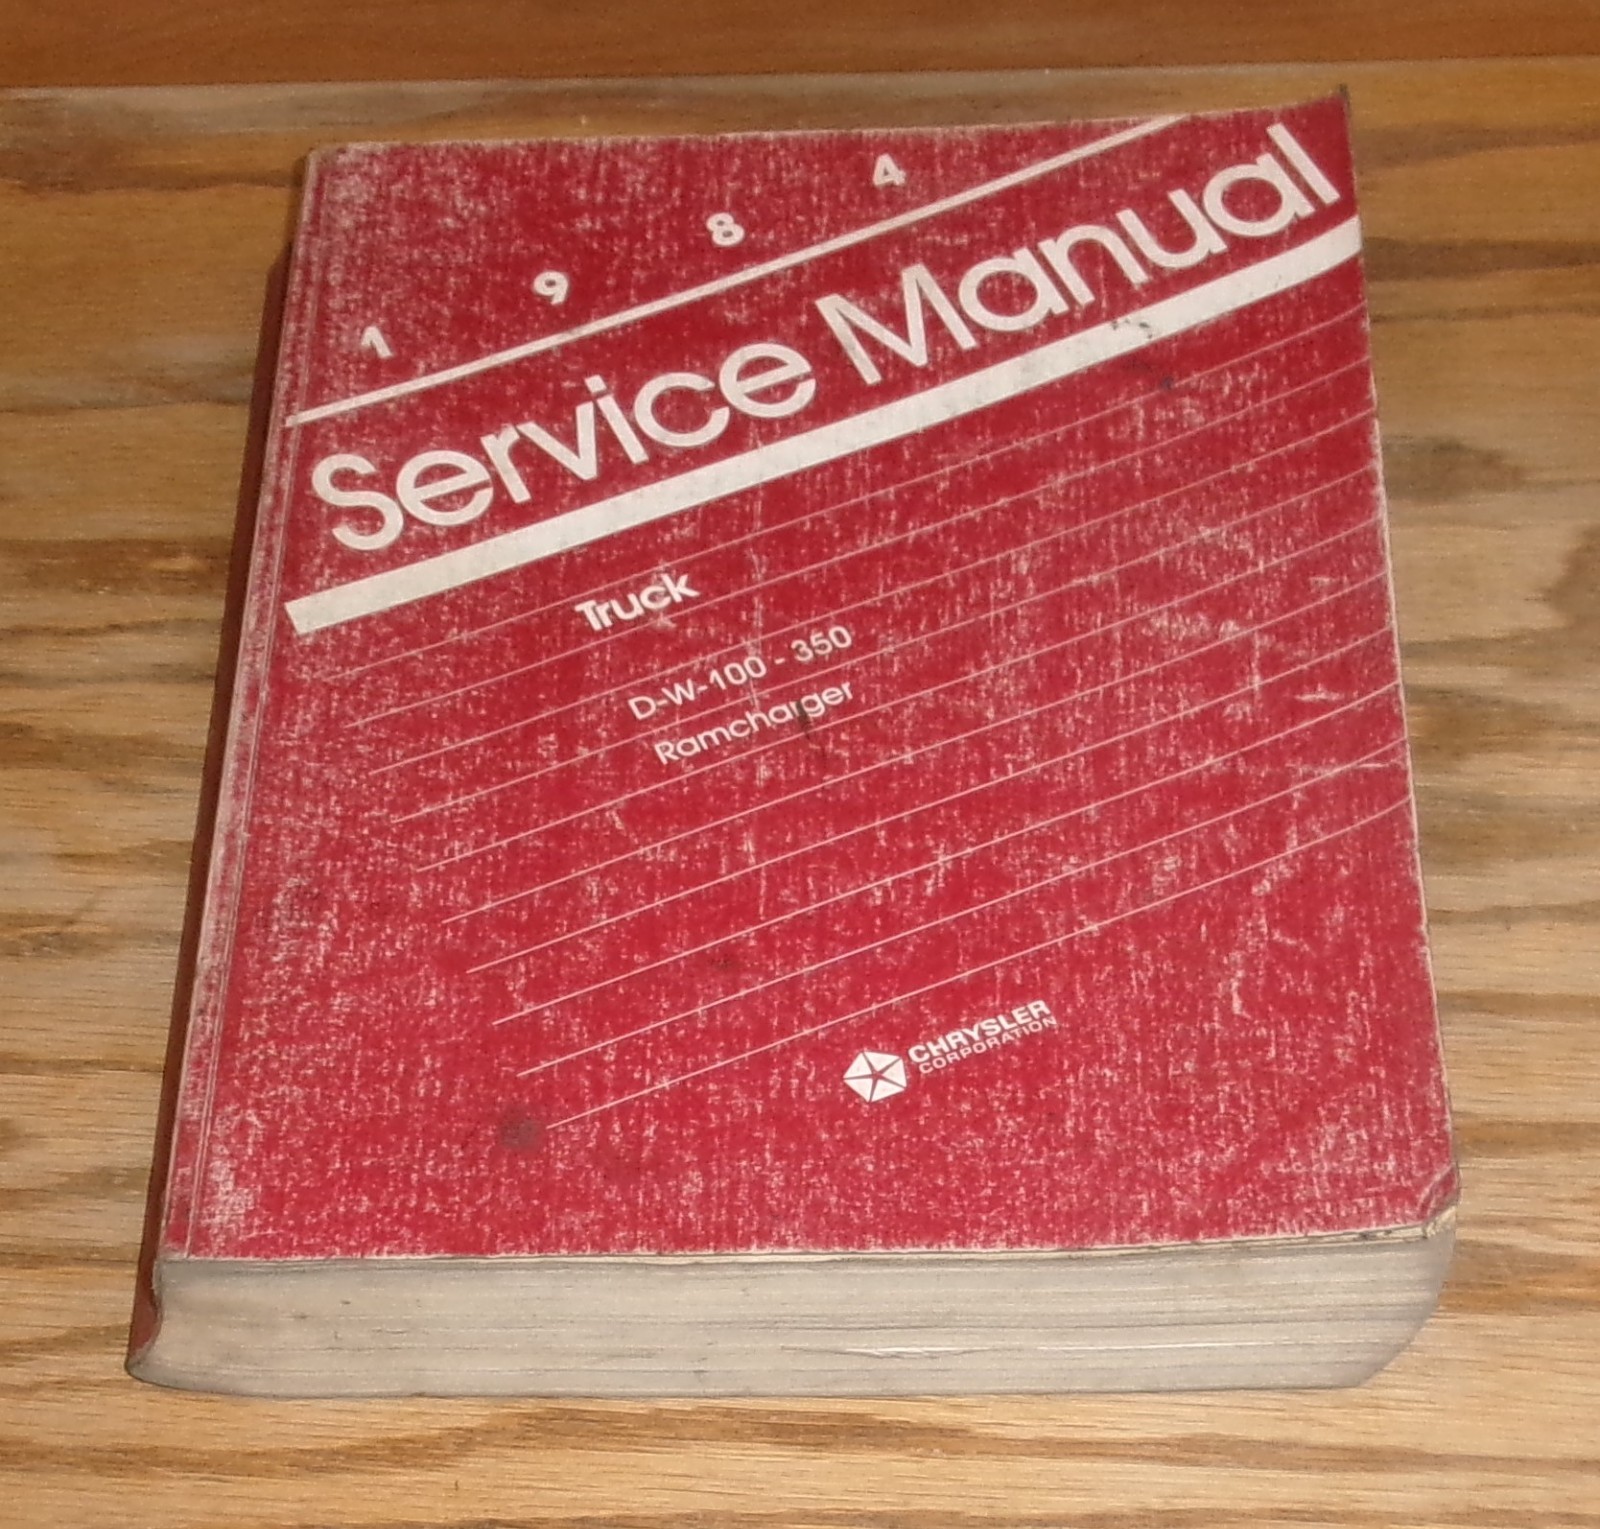 1 9 8 4
Service Manual
Truck
D-W-100 - 350
Ramcharger
CHRYSLER
CORPORATION